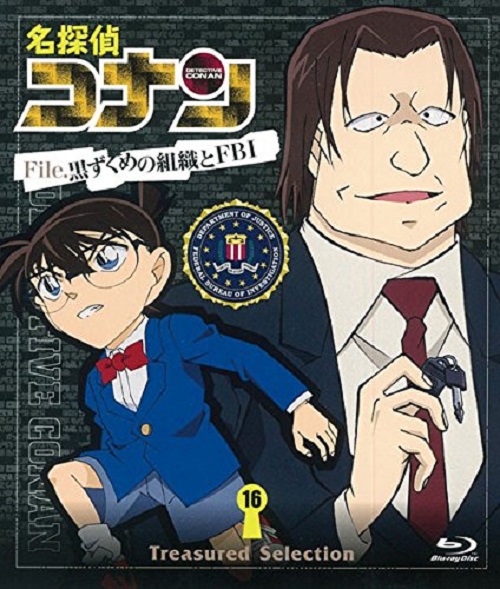 名探偵
コナン
DETECTIVE
CONAN
File.黒ずくめの組織とFBI
DEPARTMENT OF JUSTICE
FEDERAL BUREAU OF INVESTIGATION
DETECTIVE CONAN
16
Treasured Selection
Blu-ray Disc